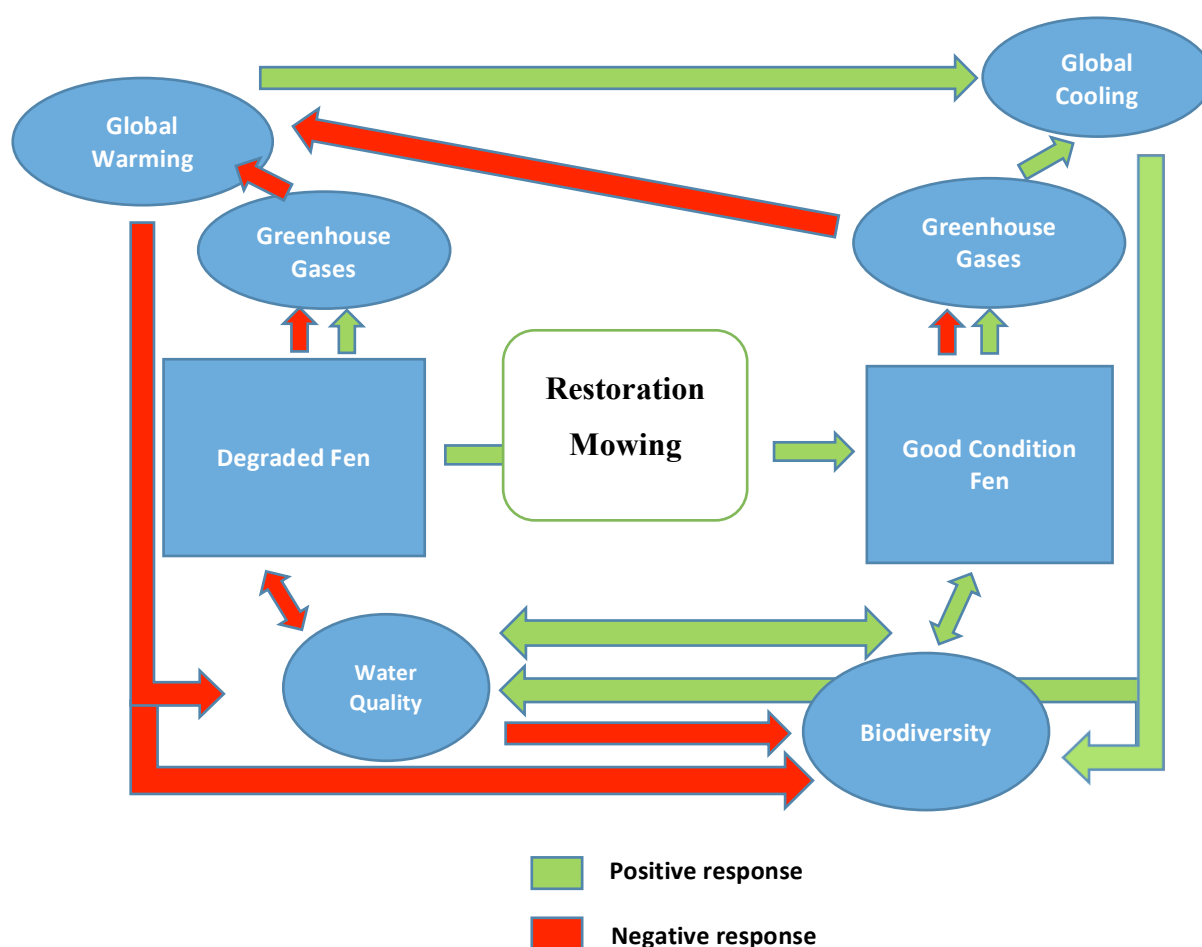 Global
Cooling
Global
Warming
Greenhouse
Gases
Greenhouse
Gases
Restoration
Mowing
Degraded Fen
Good Condition
Fen
Water
Quality
Biodiversity
Positive response
Negative response